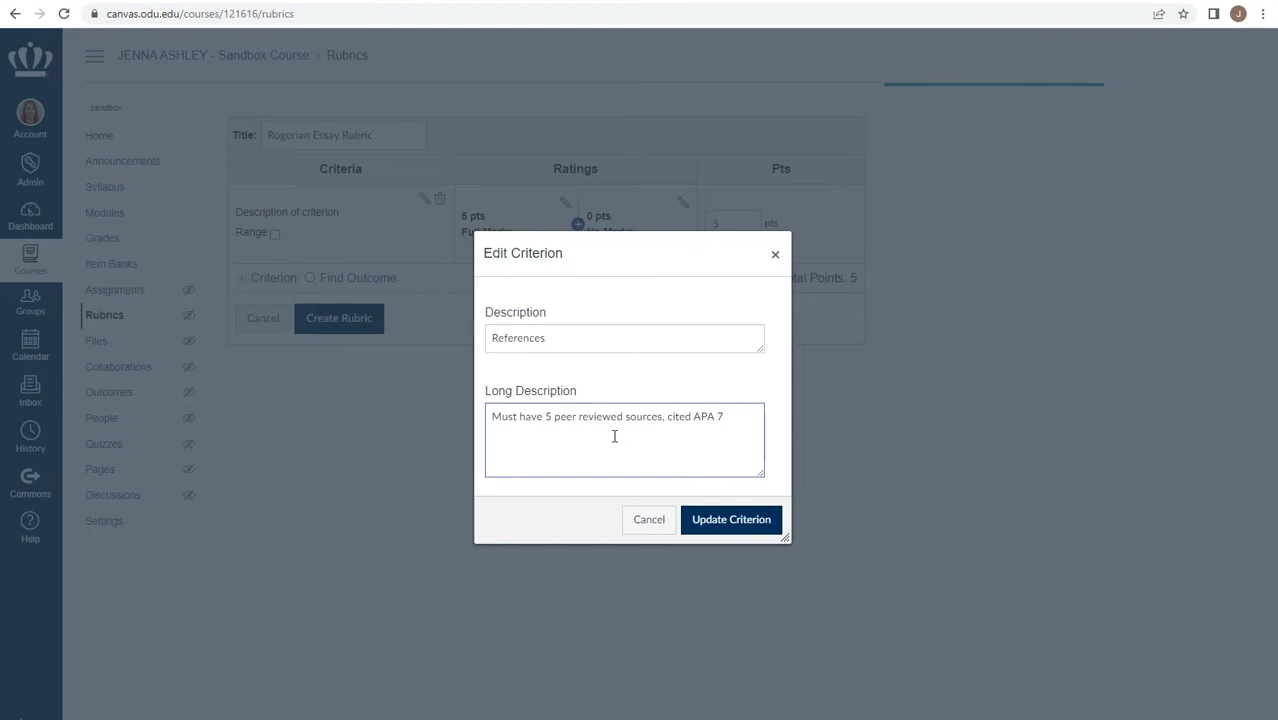 canvas.odu.edu/courses/121616/rubrics
J
JENNA ASHLEY - Sandbox Course › Rubrics
Account
Admin
Dashboard
Courses
Groups
Calendar
Inbox
History
Commons
Help
sandbox
Home
Announcements
Syllabus
Modules
Grades
Item Banks
Assignments
Rubrics
Files
Collaborations
Outcomes
People
Quizzes
Pages
Discussions
Settings
Title: Rogerian Essay Rubric
Criteria Ratings Pts
Description of criterion
Range
5 pts
Full Marks
0 pts
No Marks
5 pts
+ Criterion Find Outcome
tal Points: 5
Cancel Create Rubric
Edit Criterion ×
Description
References
Long Description
Must have 5 peer reviewed sources, cited APA 7
Cancel Update Criterion